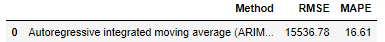 Method RMSE MAPE
0 Autoregressive integrated moving average (ARIM... 15536.78 16.61